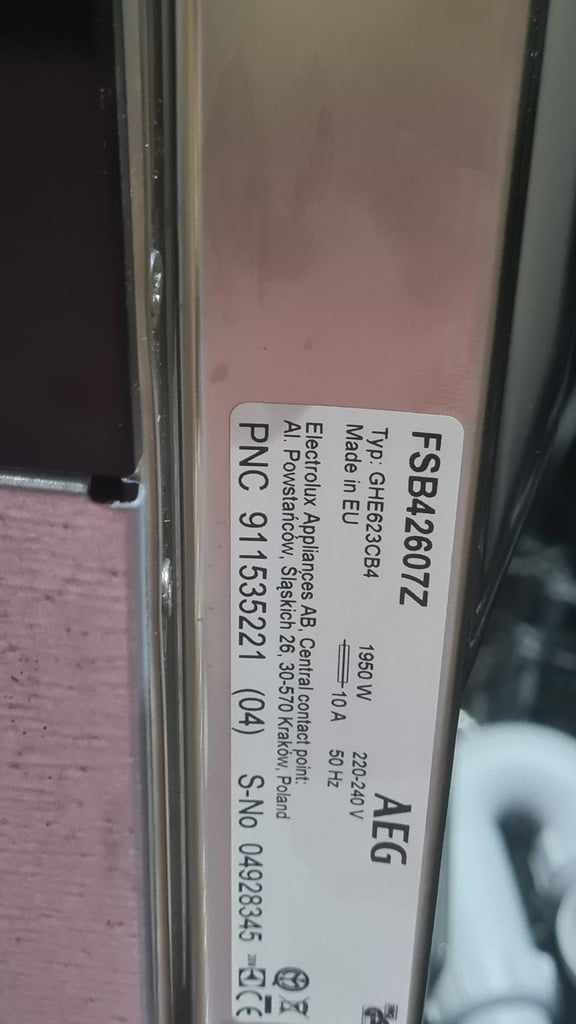 FSB42607Z
AEG
Typ: GHE623CB4 1950 W 220-240 V
Made in EU 10 A 50 Hz
Electrolux Appliances AB, Central contact point:
Al. Powstańców, Śląskich 26, 30-570 Kraków, Poland
PNC 911535221 (04) S-No 04928345
CE